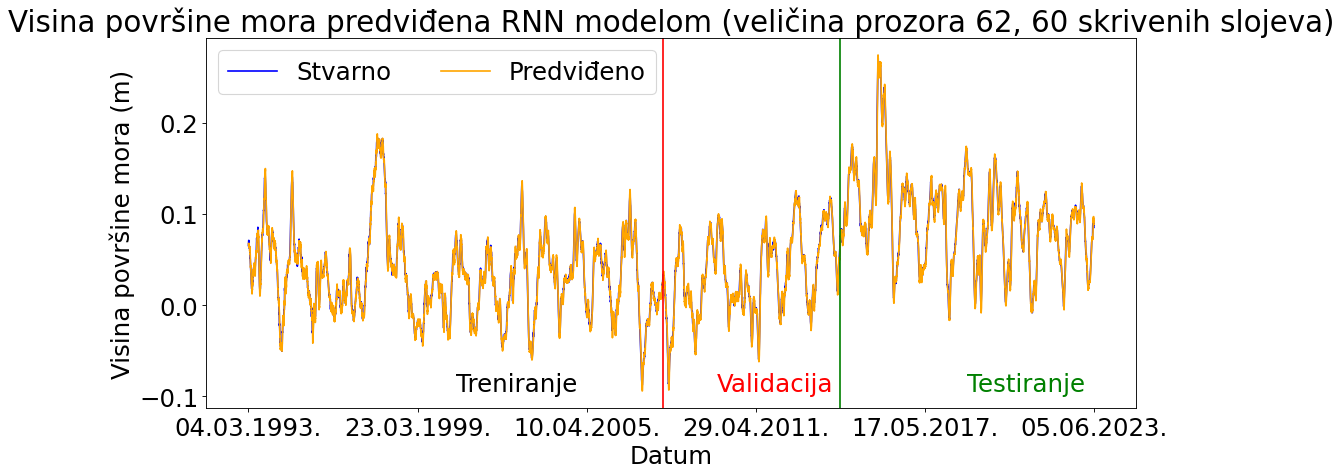 Visina površine mora predviđena RNN modelom (veličina prozora 62, 60 skrivenih slojeva)
Stvarno Predviđeno
Visina površine mora (m)
0.2
0.1
0.0
−0.1
Treniranje Validacija Testiranje
04.03.1993. 23.03.1999. 10.04.2005. 29.04.2011. 17.05.2017. 05.06.2023.
Datum